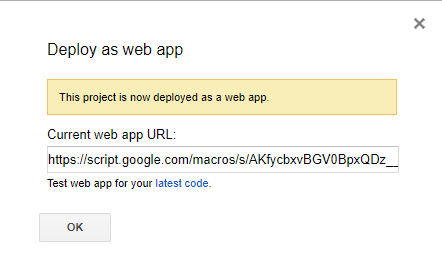 Deploy as web app
This project is now deployed as a web app.
Current web app URL:
https://script.google.com/macros/s/AKfycbxvBGV0BpxQDz__
Test web app for your latest code.
OK